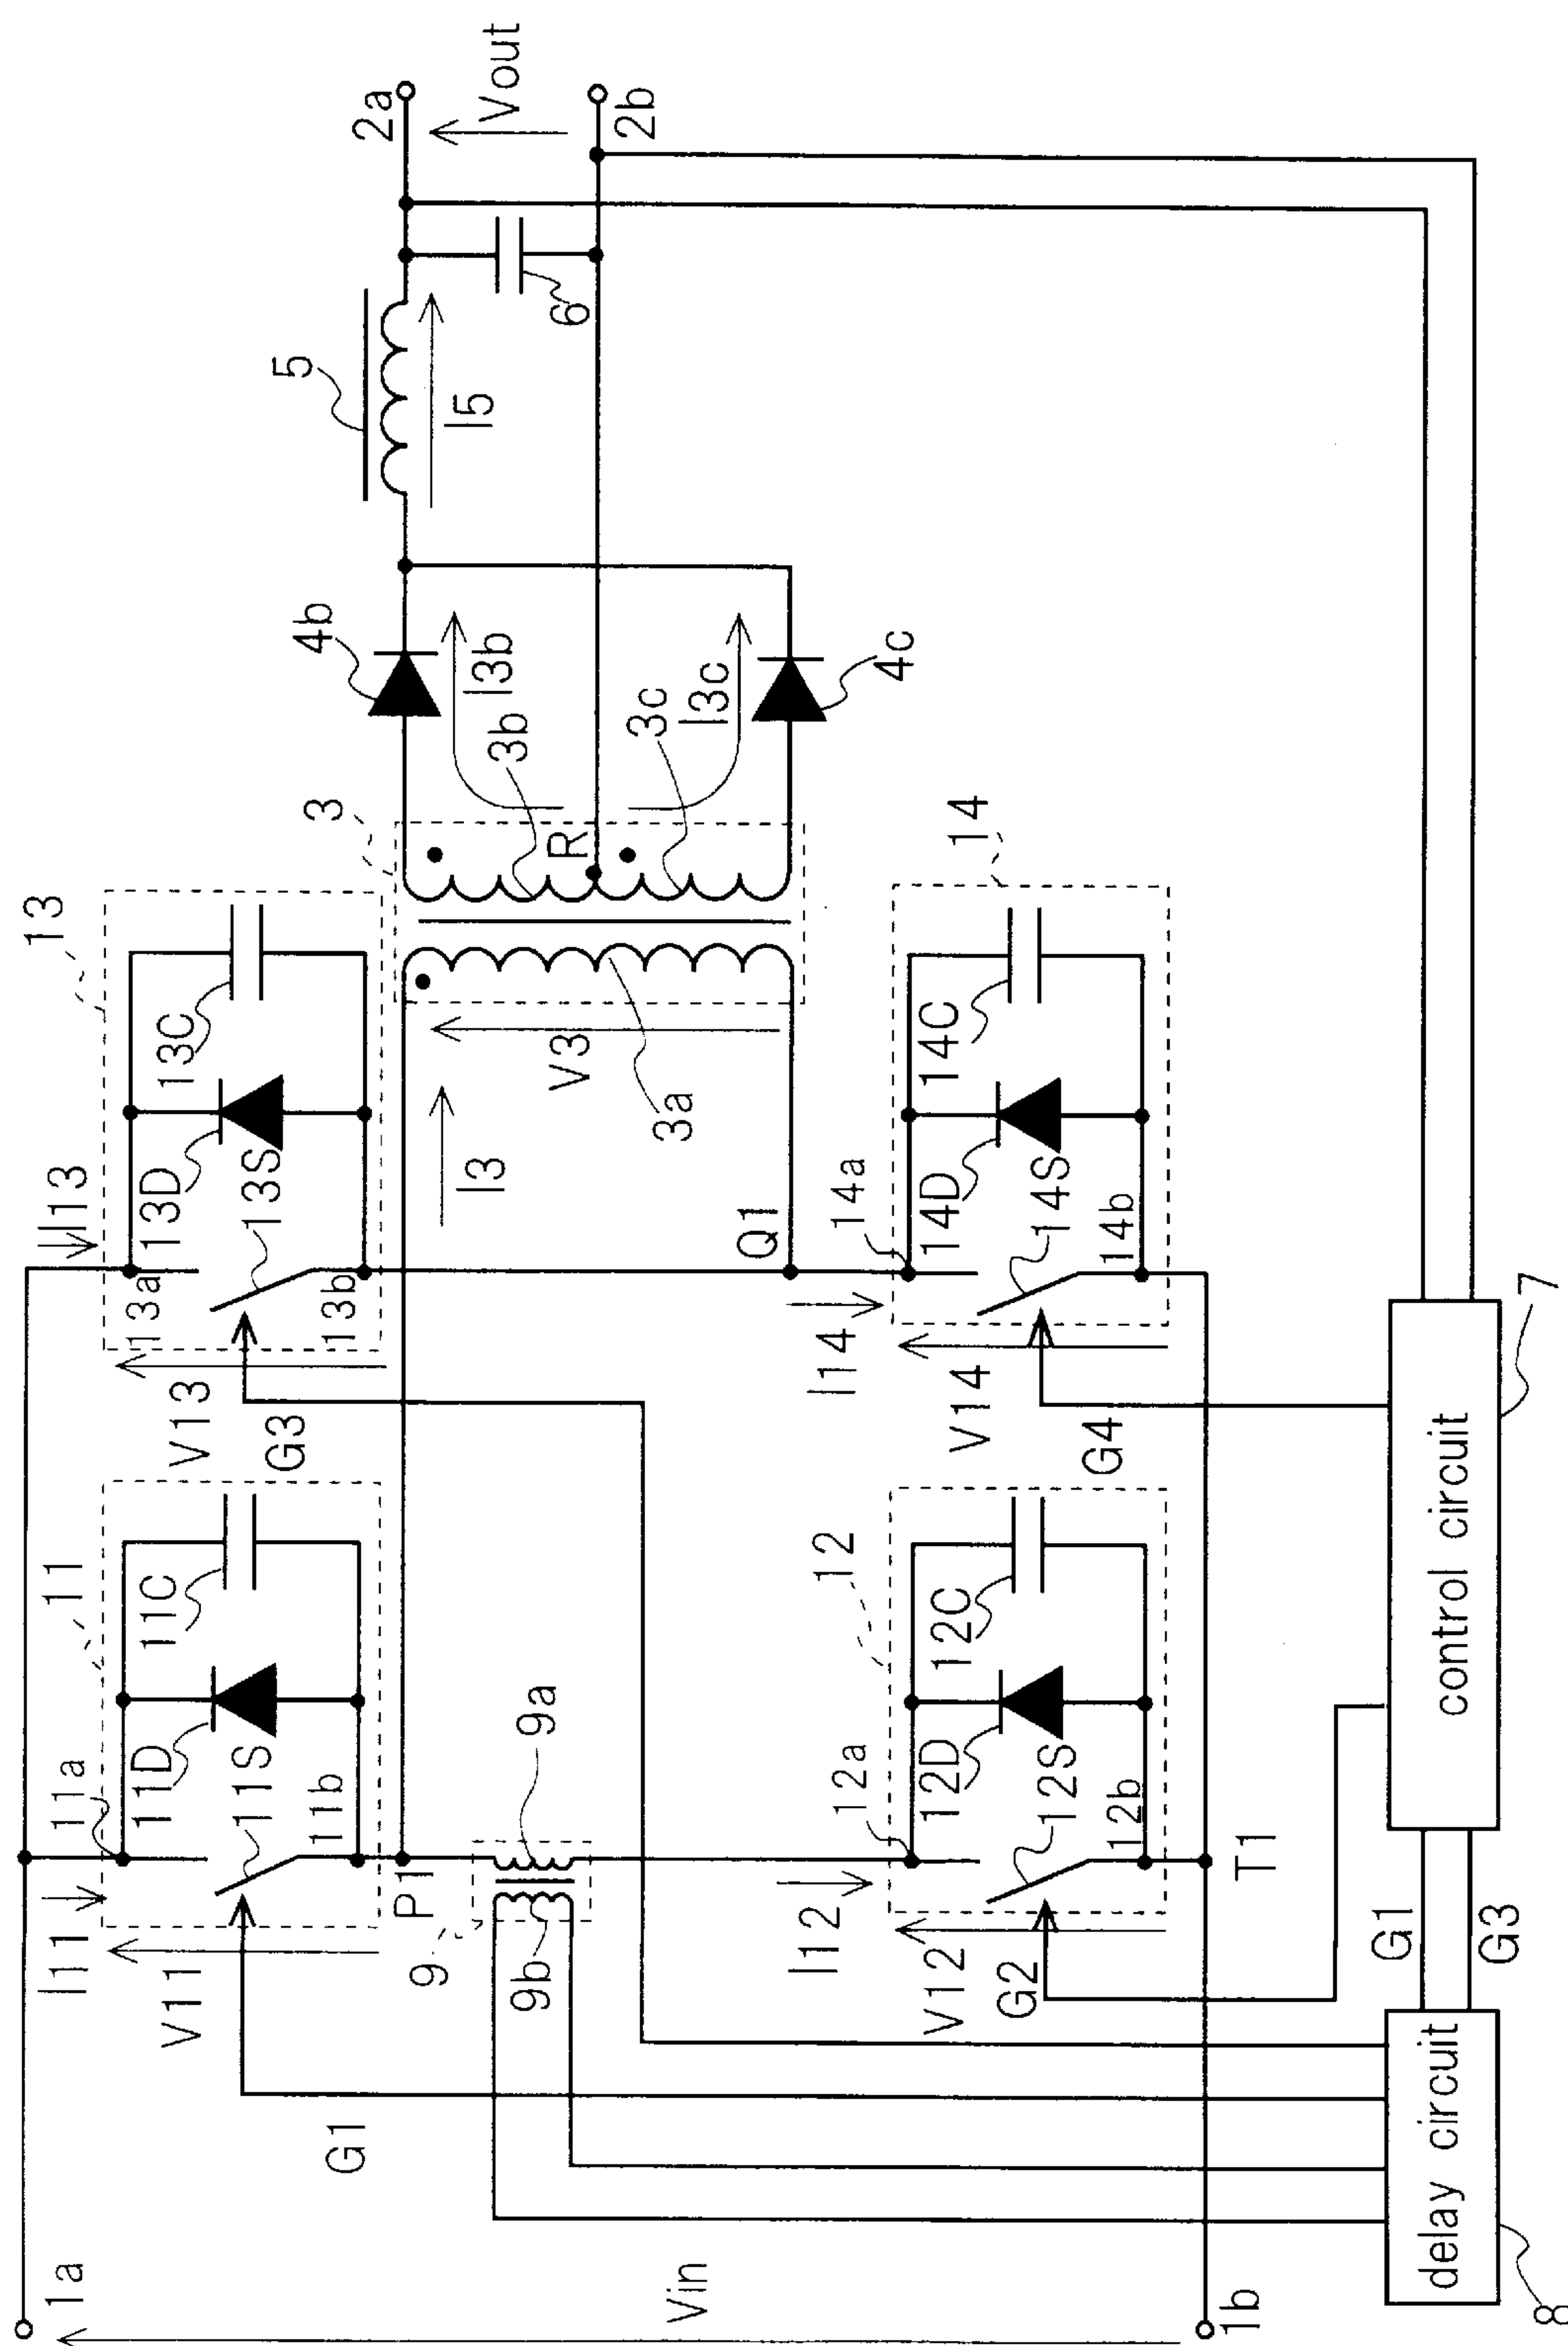 1a
Vin
1b
I11
11a
11
11D
11C
11S
11b
V11
G1
P1
9
9a
9b
I12
12a
12
12D
12C
12S
12b
V12
G2
T1
I13
13
13a
13D
13C
13S
13b
V13
G3
I3
V3
3a
3
3b
R
3c
I3b
I3c
4b
4c
5
I5
6
2a
Vout
2b
Q1
I14
14a
14
14D
14C
14S
14b
V14
G4
delay circuit
8
G1
G3
control circuit
7